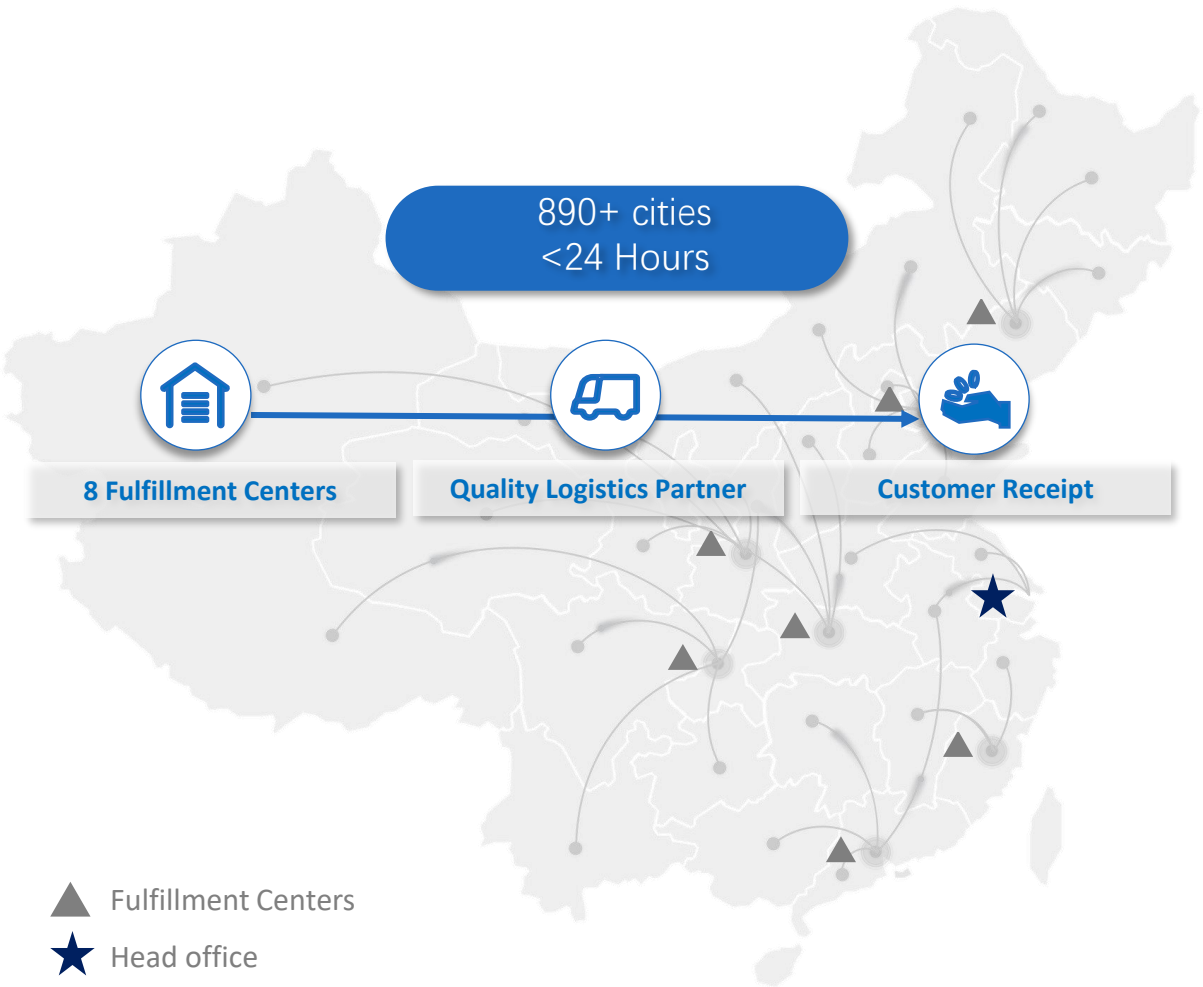 890+ cities
<24 Hours
8 Fulfillment Centers
Quality Logistics Partner
Customer Receipt
Fulfillment Centers
Head office